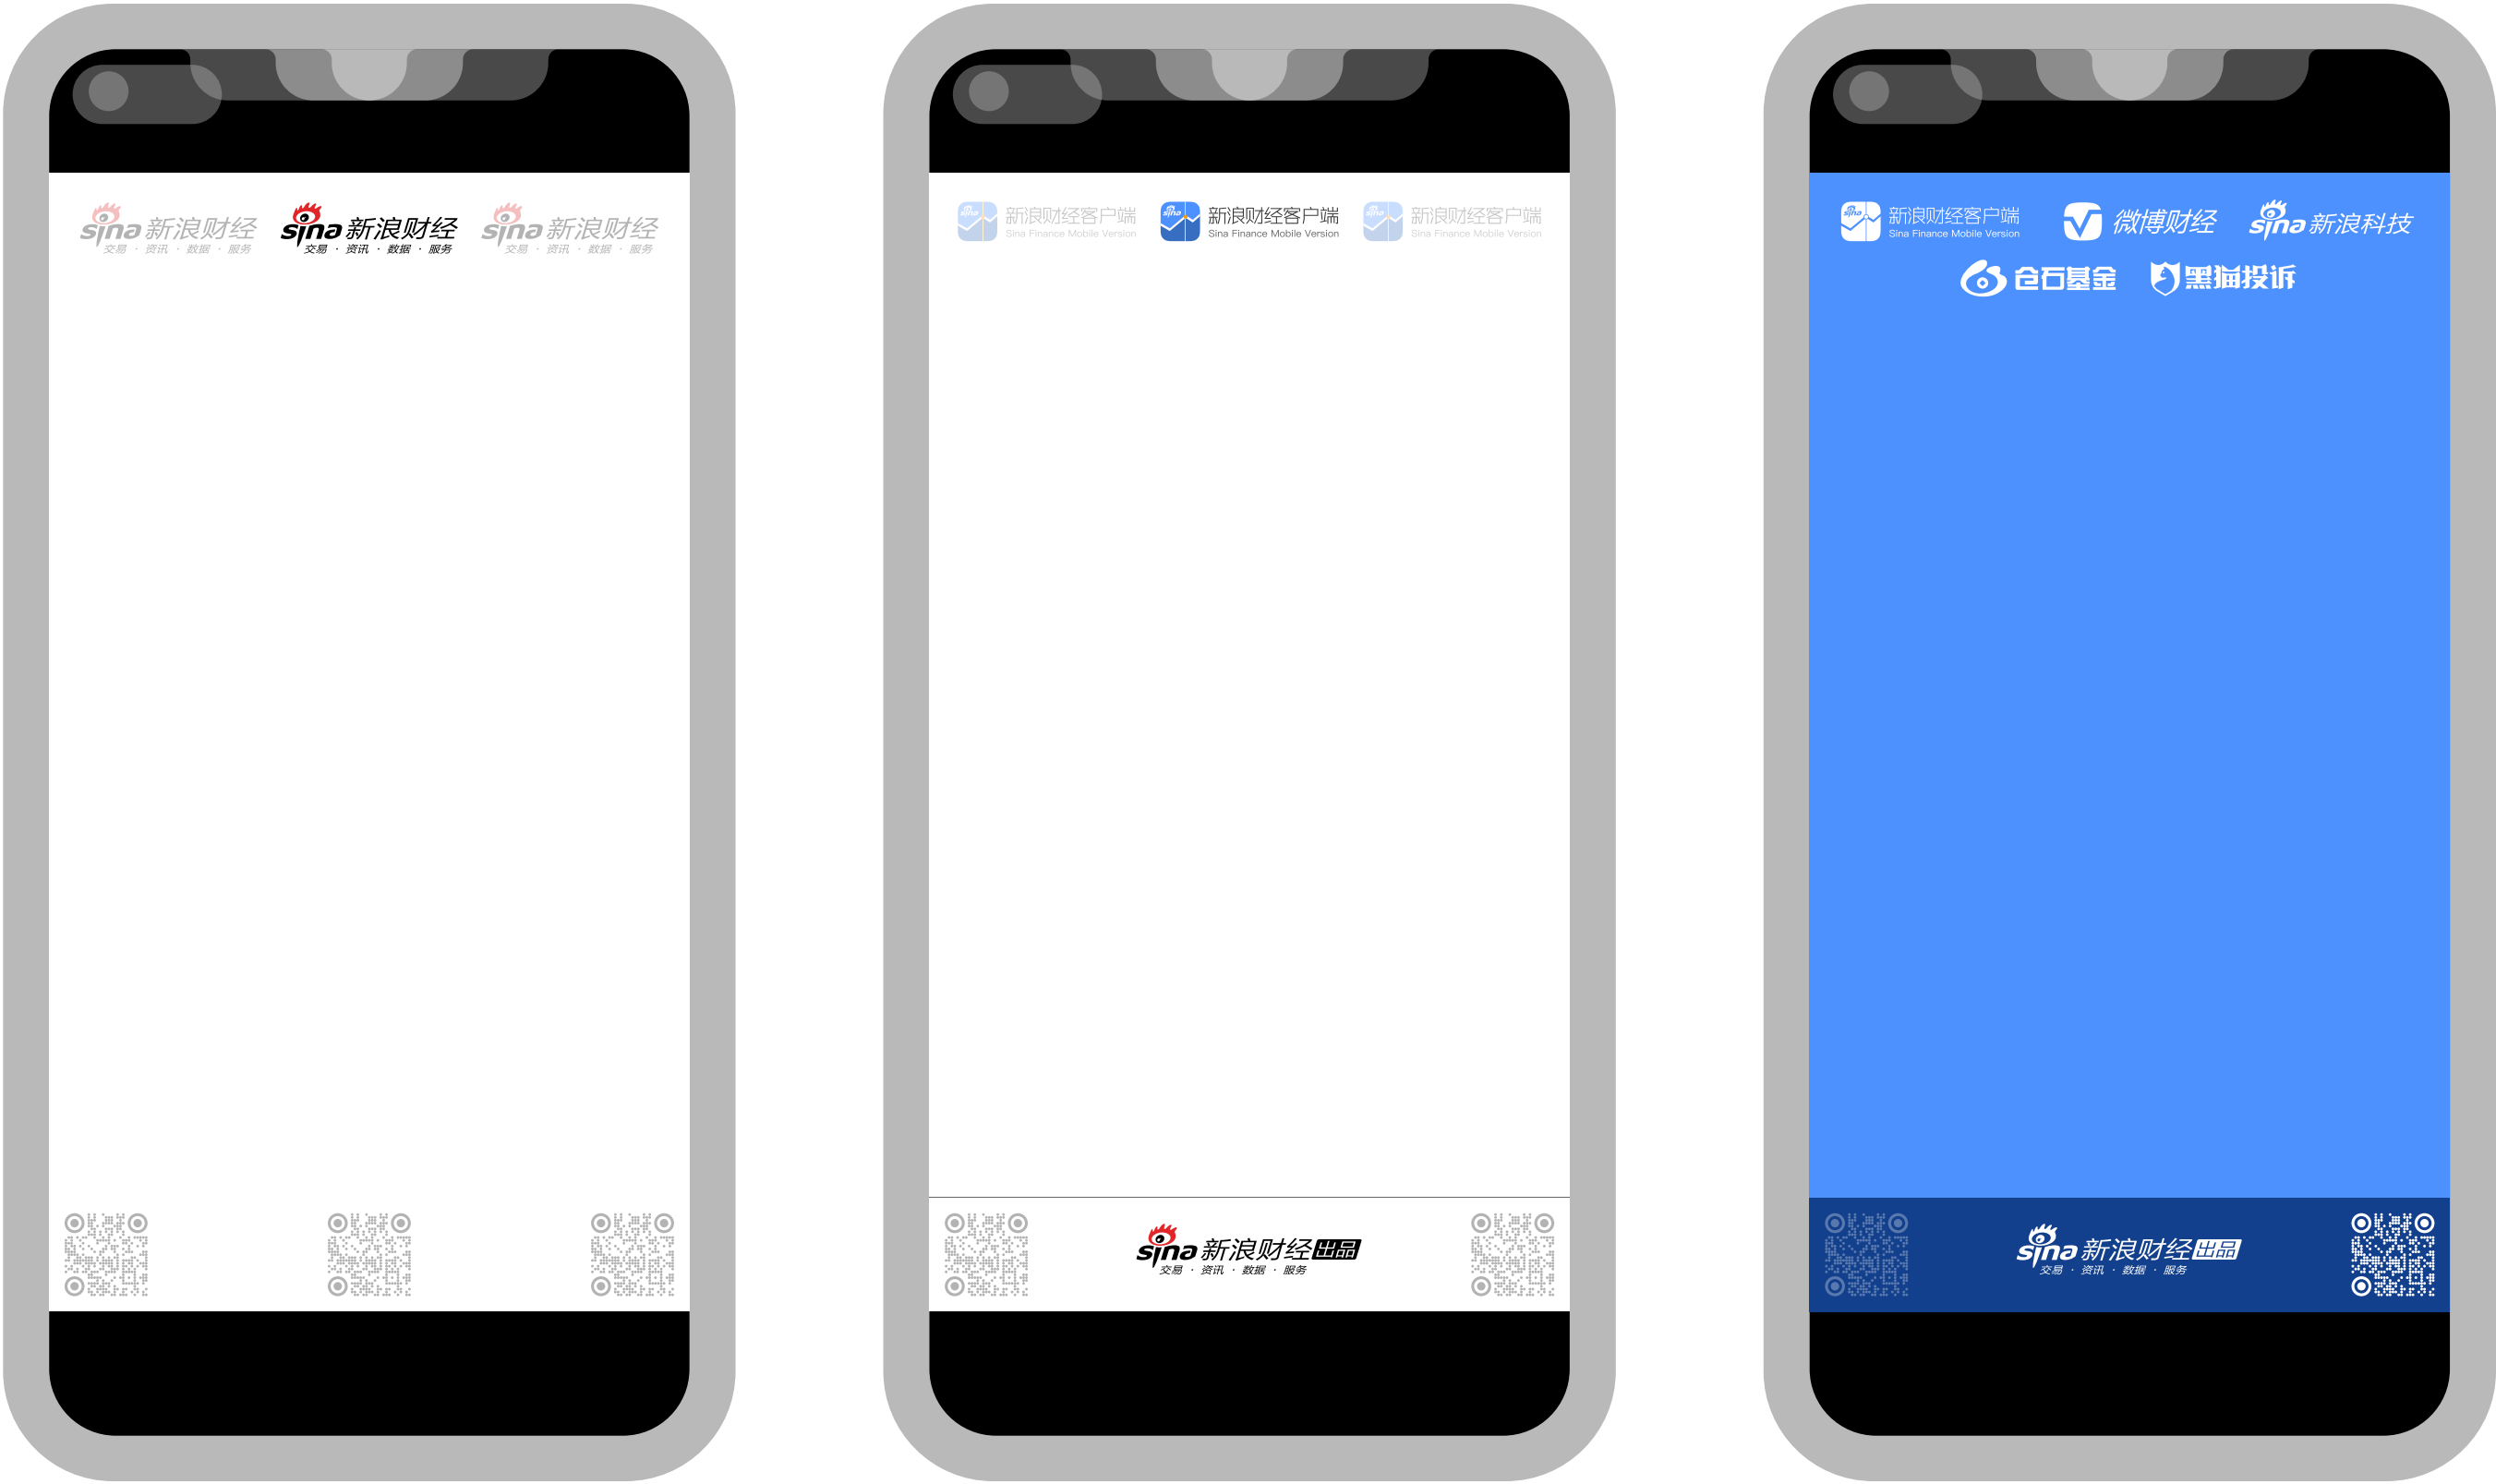 sina 新浪财经 sina 新浪财经 sina 新浪财经
交易 · 资讯 · 数据 · 服务 交易 · 资讯 · 数据 · 服务 交易 · 资讯 · 数据 · 服务
sina 新浪财经客户端 sina 新浪财经客户端 sina 新浪财经客户端
Sina Finance Mobile Version Sina Finance Mobile Version Sina Finance Mobile Version
sina 新浪财经出品
交易 · 资讯 · 数据 · 服务
sina 新浪财经客户端 微博财经 sina 新浪科技
Sina Finance Mobile Version
仓石基金 黑猫投诉
sina 新浪财经出品
交易 · 资讯 · 数据 · 服务